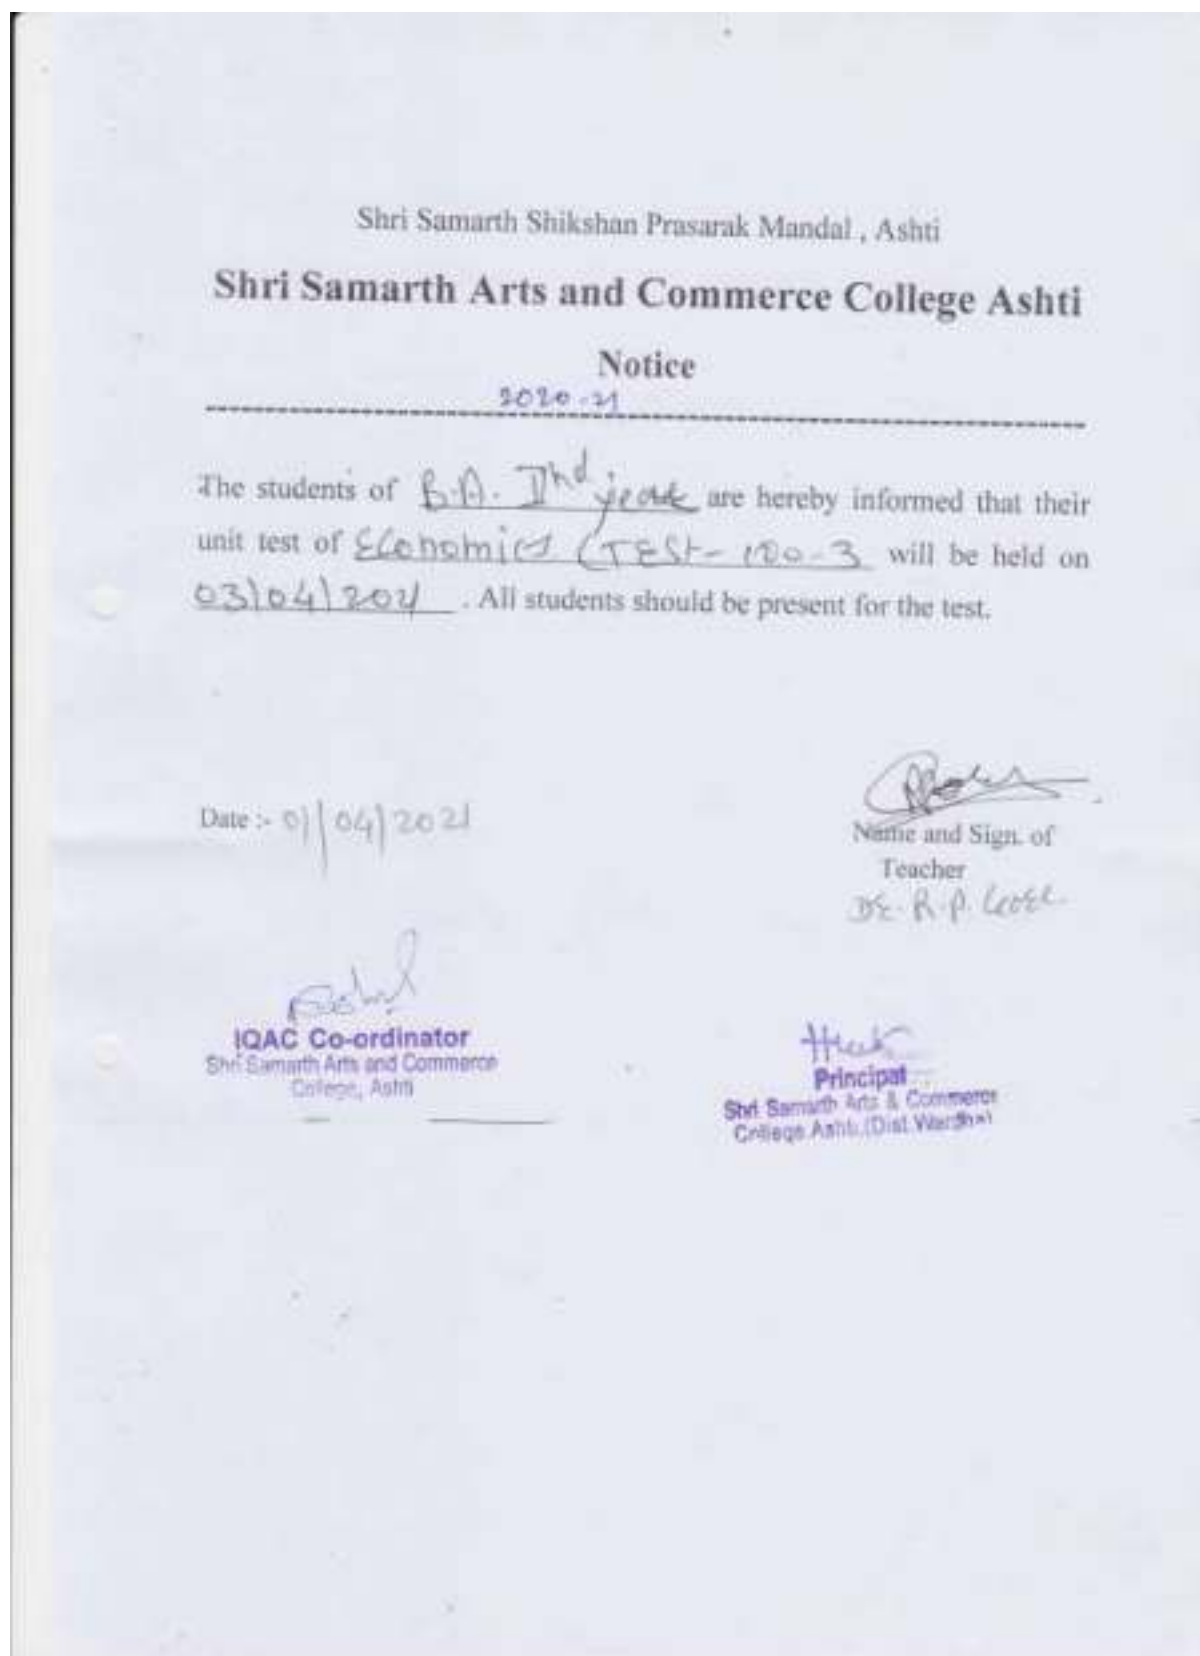 Shri Samarth Shikshan Prasarak Mandal , Ashti
Shri Samarth Arts and Commerce College Ashti
Notice
2020-21
The students of B.A. IInd year are hereby informed that their
unit test of Economics (TEST- no-3 will be held on
03/04/2021 . All students should be present for the test.
Date :- 01/04/2021
Name and Sign. of
Teacher
Dr. R. P.
IQAC Co-ordinator
Shri Samarth Arts and Commerce
College, Ashti
Principal
Shri Samarth Arts & Commerce
College Ashti.(Dist.Wardha)